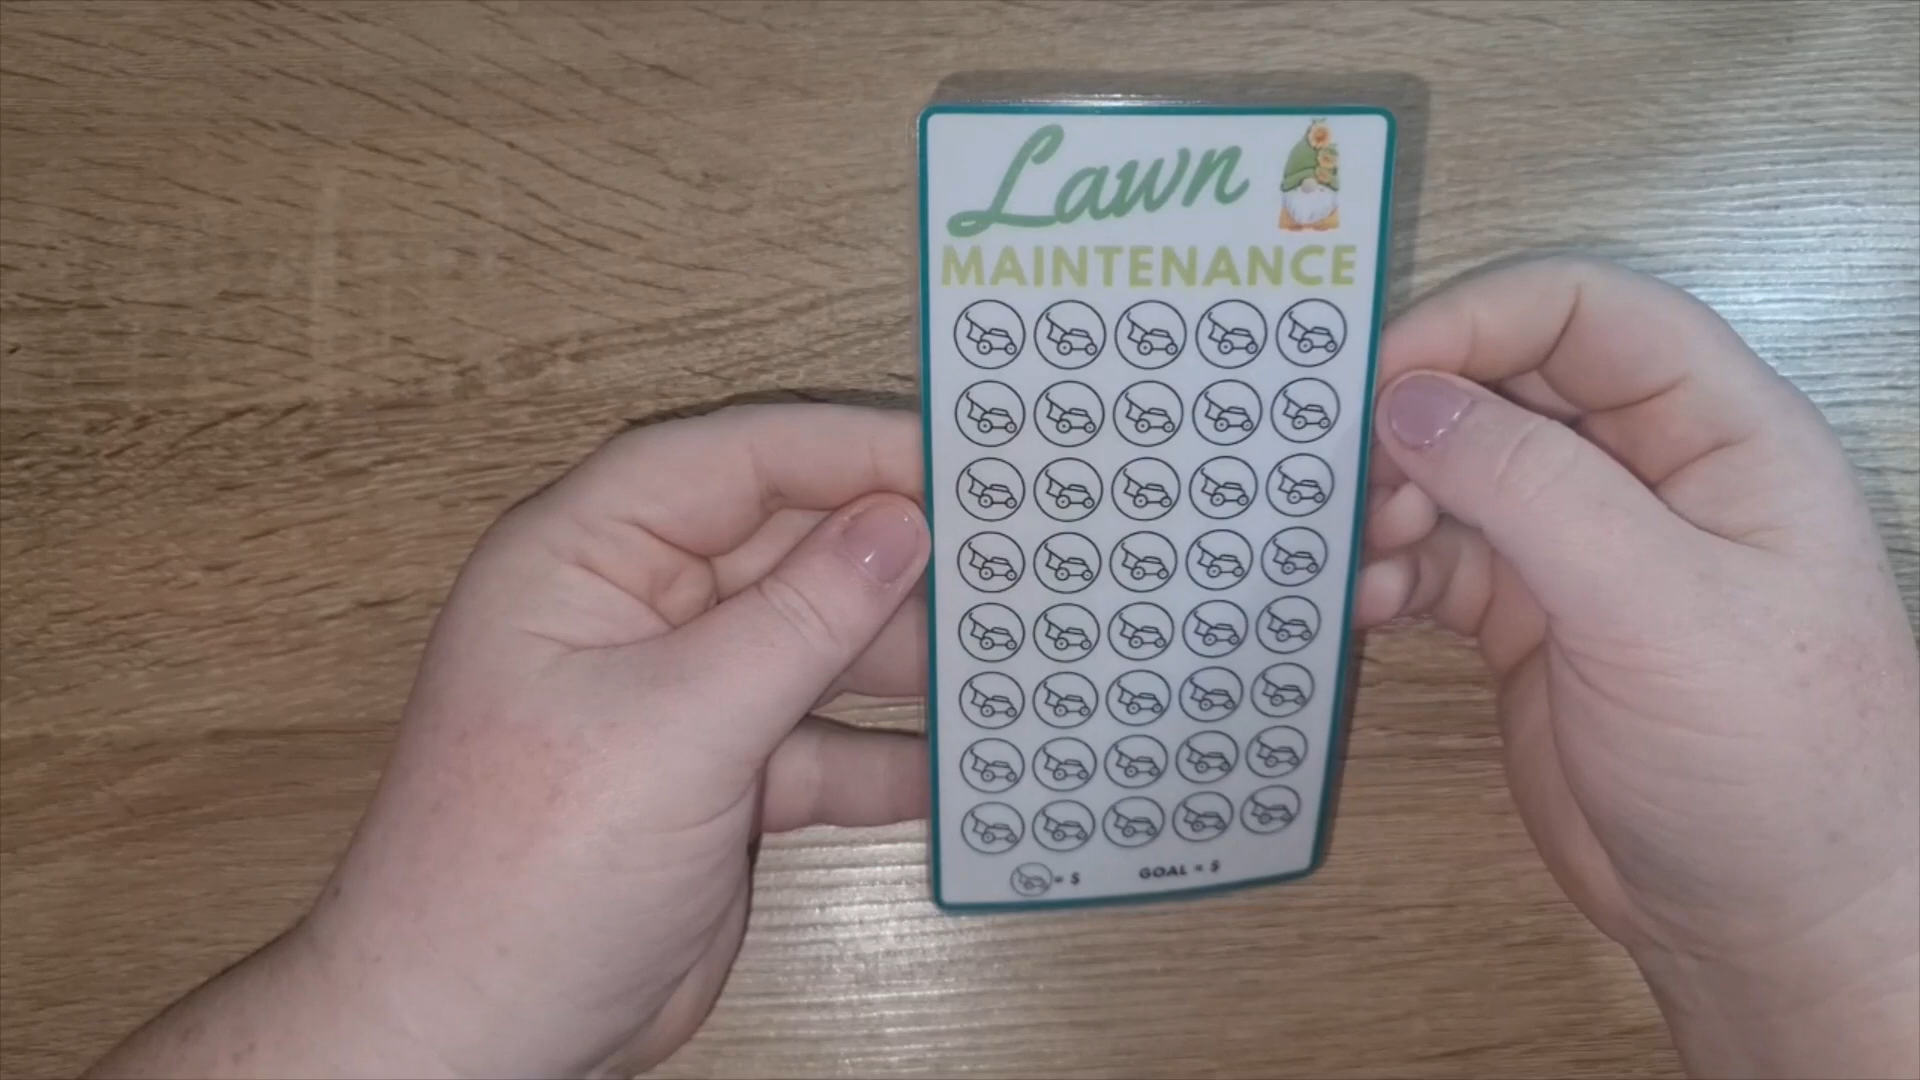 Lawn
MAINTENANCE
= $ GOAL = $